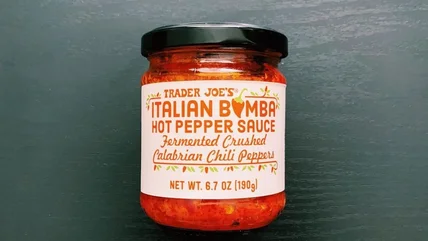 TRADER JOE'S
ITALIAN BOMBA
HOT PEPPER SAUCE
Fermented Crushed
Calabrian Chili Peppers
NET WT. 6.7 OZ (190g)